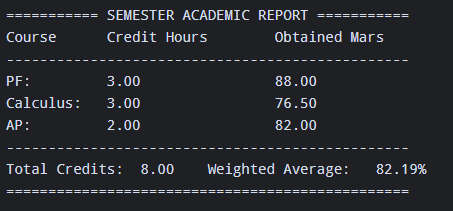 =========== SEMESTER ACADEMIC REPORT ===========
Course      Credit Hours        Obtained Mars
------------------------------------------------
PF:         3.00                88.00
Calculus:   3.00                76.50
AP:         2.00                82.00
------------------------------------------------
Total Credits:  8.00    Weighted Average:   82.19%
================================================